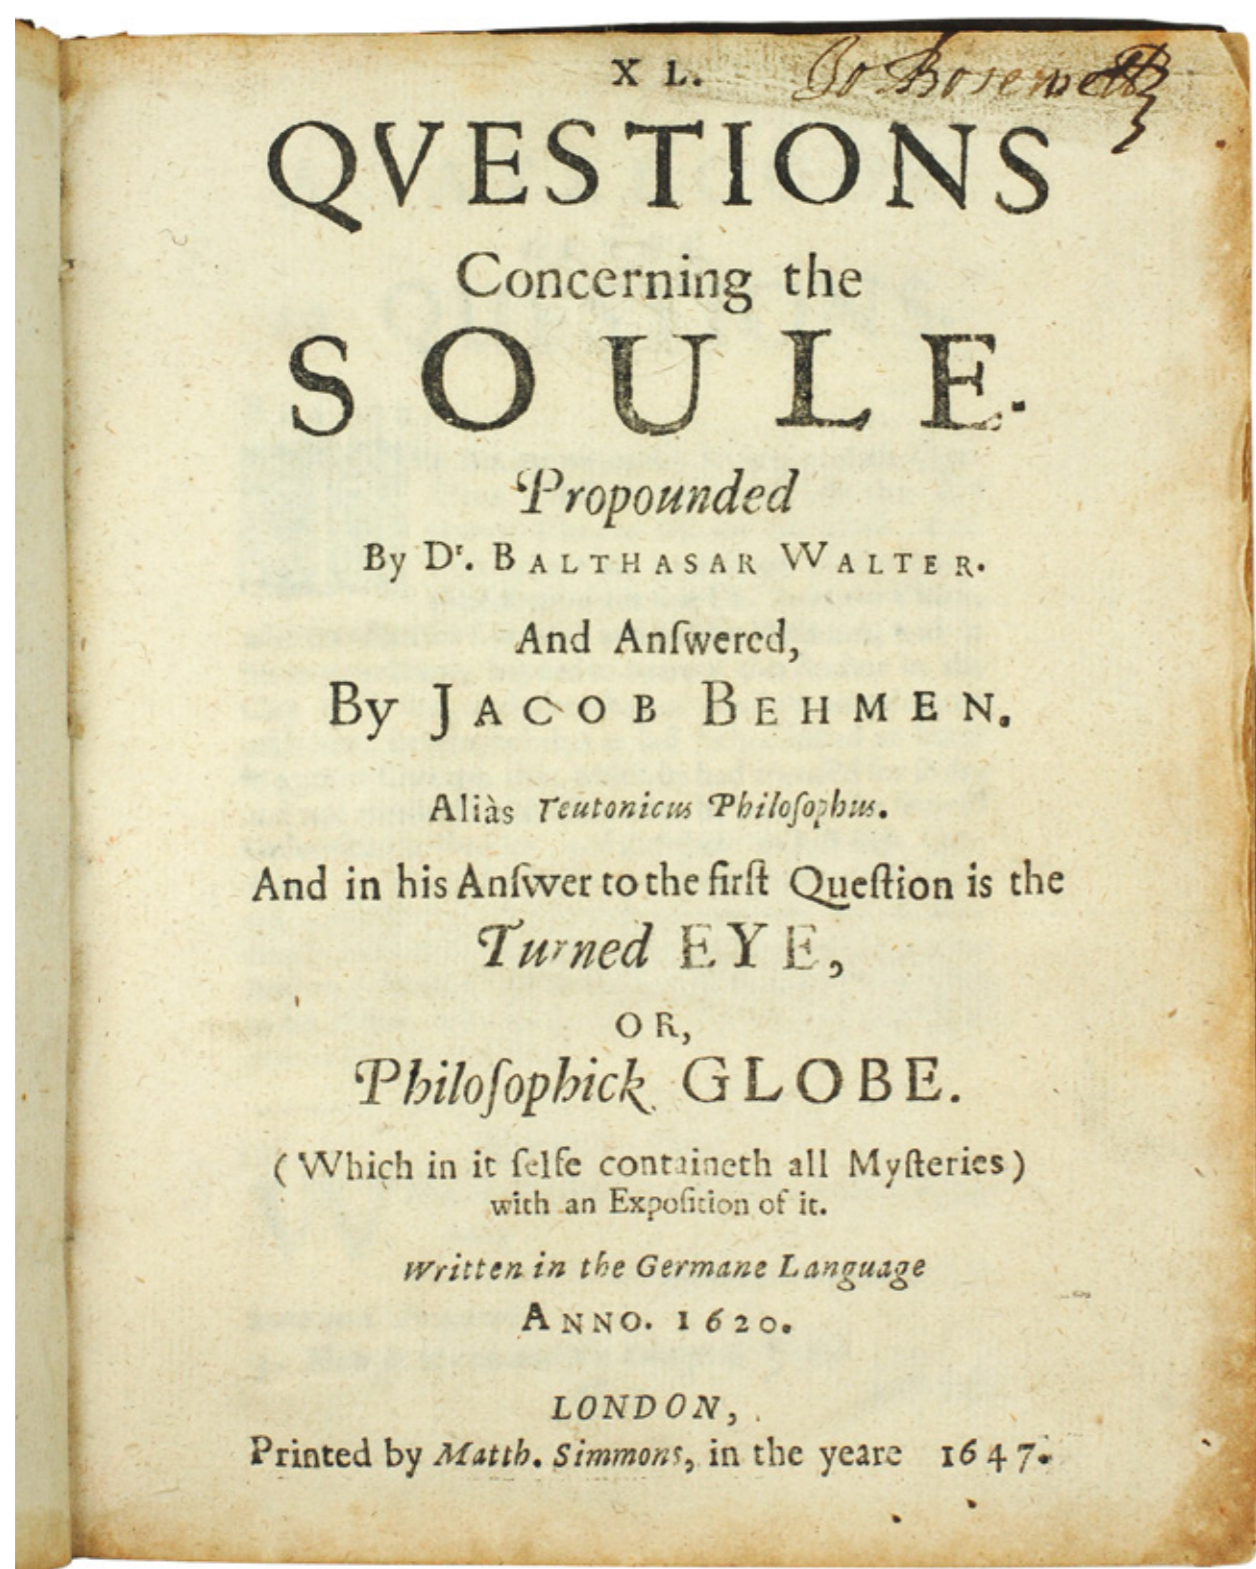 X L.
QVESTIONS
Concerning the
SOULE.
Propounded
By Dʳ. BALTHASAR WALTER.
And Anſwered,
By JACOB BEHMEN.
Aliàs Teutonicus Philoſophus.
And in his Anſwer to the firſt Queſtion is the
Turned EYE,
OR,
Philoſophick GLOBE.
(Which in it ſelfe containeth all Myſteries)
with an Expoſition of it.
Written in the Germane Language
ANNO. 1620.
LONDON,
Printed by Matth. Simmons, in the yeare 1647.